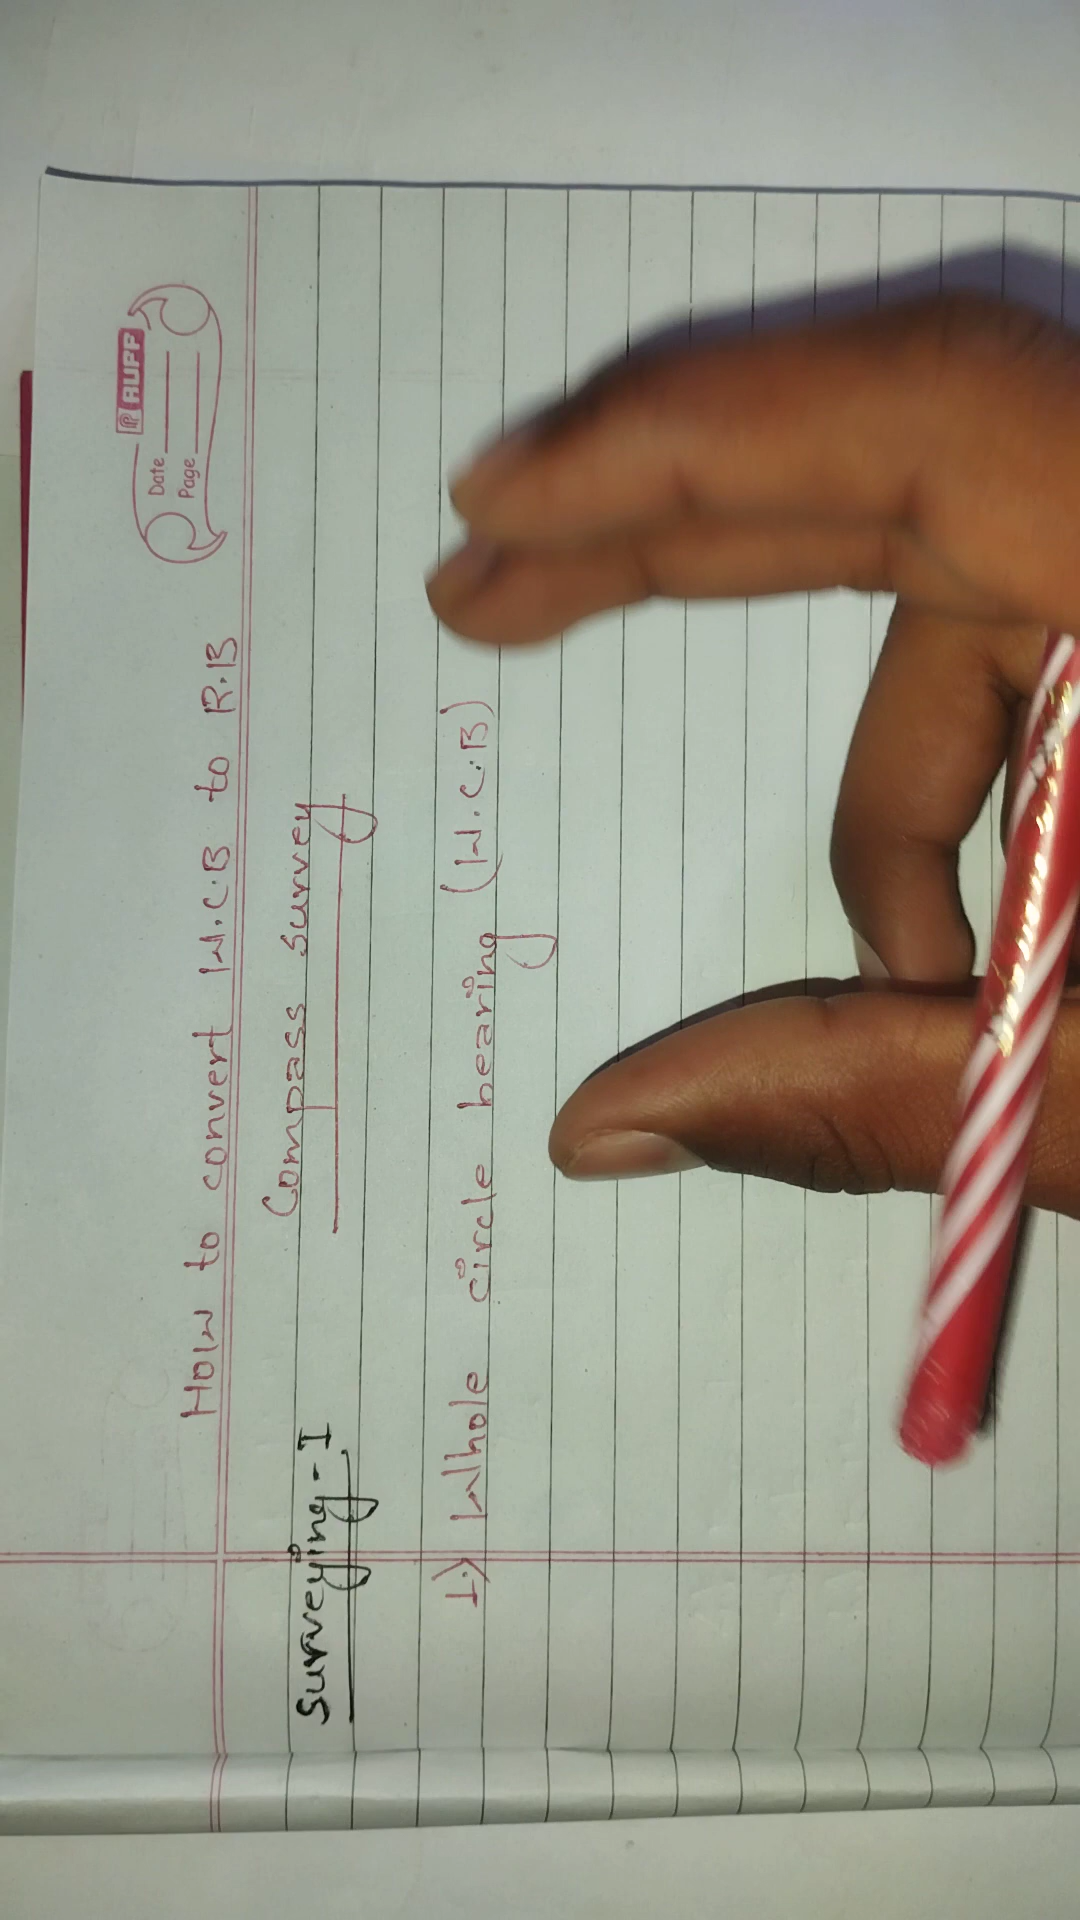 RUPP
Date
Page
How to convert W.C.B to R.B
Surveying-I Compass survey
1.) Whole circle bearing (W.C.B)